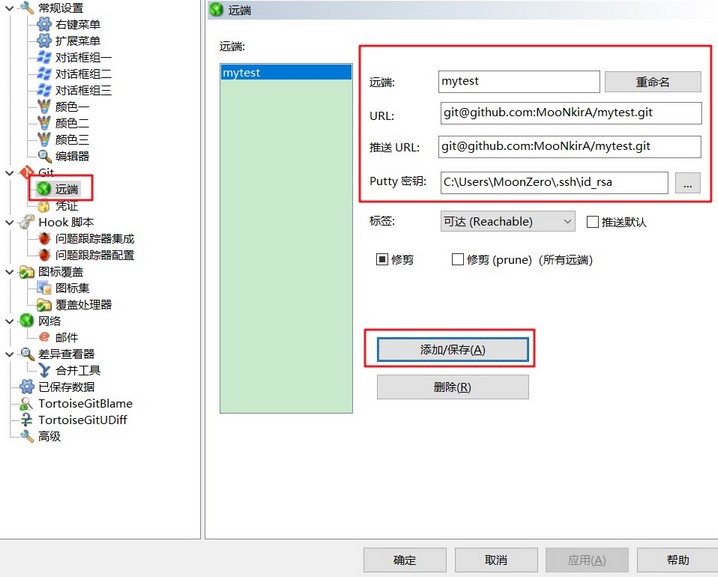 常规设置
右键菜单
扩展菜单
对话框组一
对话框组二
对话框组三
颜色一
颜色二
颜色三
编辑器
Git
远端
凭证
Hook 脚本
问题跟踪器集成
问题跟踪器配置
图标覆盖
图标集
覆盖处理器
网络
邮件
差异查看器
合并工具
已保存数据
TortoiseGitBlame
TortoiseGitUDiff
高级
远端
远端:
mytest
远端: mytest 重命名
URL: git@github.com:MooNkirA/mytest.git
推送 URL: git@github.com:MooNkirA/mytest.git
Putty 密钥: C:\Users\MoonZero\.ssh\id_rsa ...
标签: 可达 (Reachable) 推送默认
修剪 修剪 (prune) (所有远端)
添加/保存(A)
删除(R)
确定 取消 应用(A) 帮助